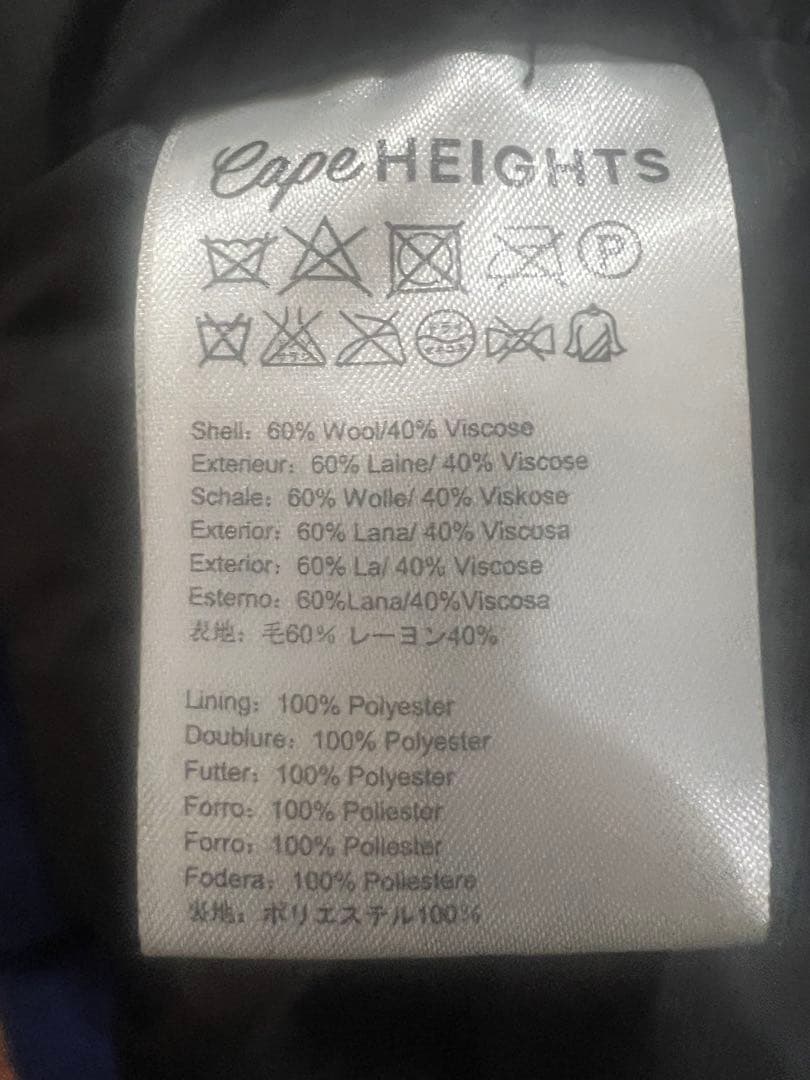 Cape HEIGHTS
P
ドライ
Shell: 60% Wool/40% Viscose
Exterieur: 60% Laine/ 40% Viscose
Schale: 60% Wolle/ 40% Viskose
Exterior: 60% Lana/ 40% Viscosa
Exterior: 60% La/ 40% Viscose
Esterno: 60%Lana/40%Viscosa
表地: 毛60% レーヨン40%
Lining: 100% Polyester
Doublure: 100% Polyester
Futter: 100% Polyester
Forro: 100% Poliester
Forro: 100% Poliester
Fodera: 100% Poliestere
裏地: ポリエステル100%